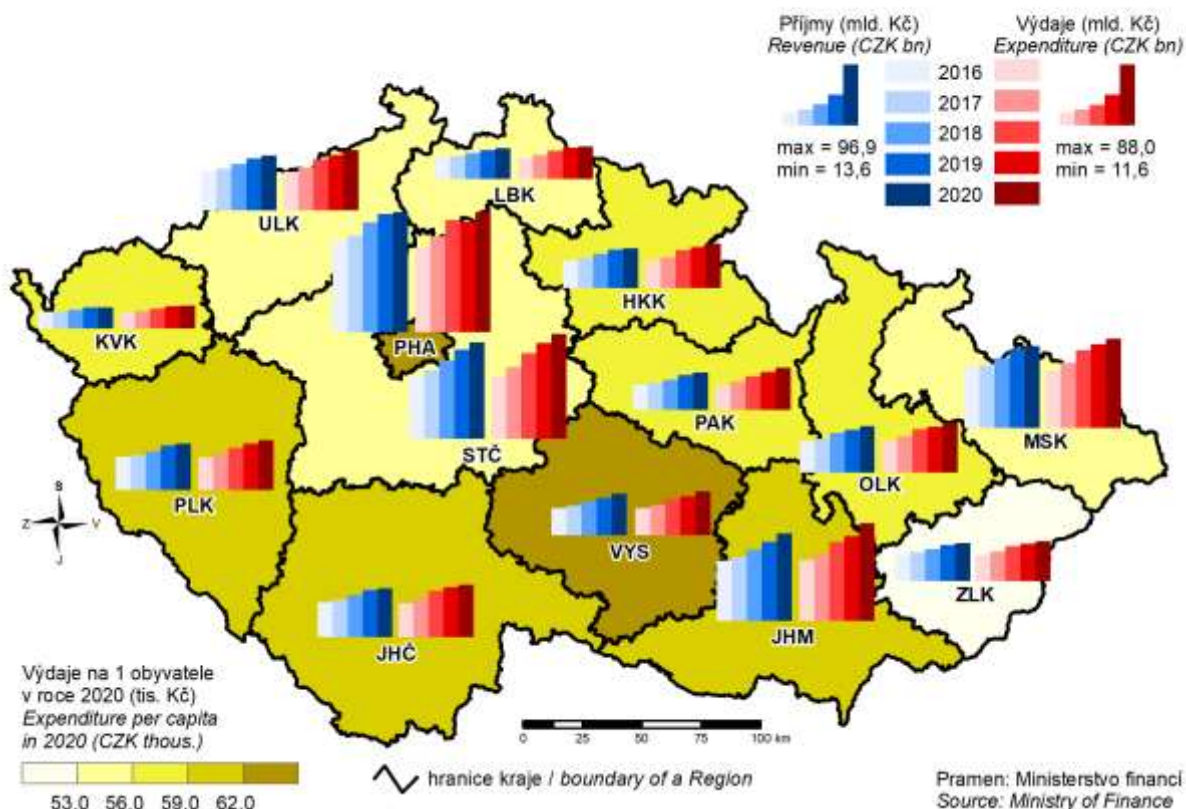 Příjmy (mld. Kč)
Revenue (CZK bn)
Výdaje (mld. Kč)
Expenditure (CZK bn)
2016
2017
2018
2019
2020
max = 96,9
min = 13,6
max = 88,0
min = 11,6
ULK
LBK
HKK
KVK
PHA
STČ
PAK
MSK
OLK
PLK
VYS
ZLK
JHČ
JHM
S
Z
V
J
Výdaje na 1 obyvatele
v roce 2020 (tis. Kč)
Expenditure per capita
in 2020 (CZK thous.)
53.0 56.0 59.0 62.0
0 25 50 75 100 km
hranice kraje / boundary of a Region
Pramen: Ministerstvo financí
Source: Ministry of Finance